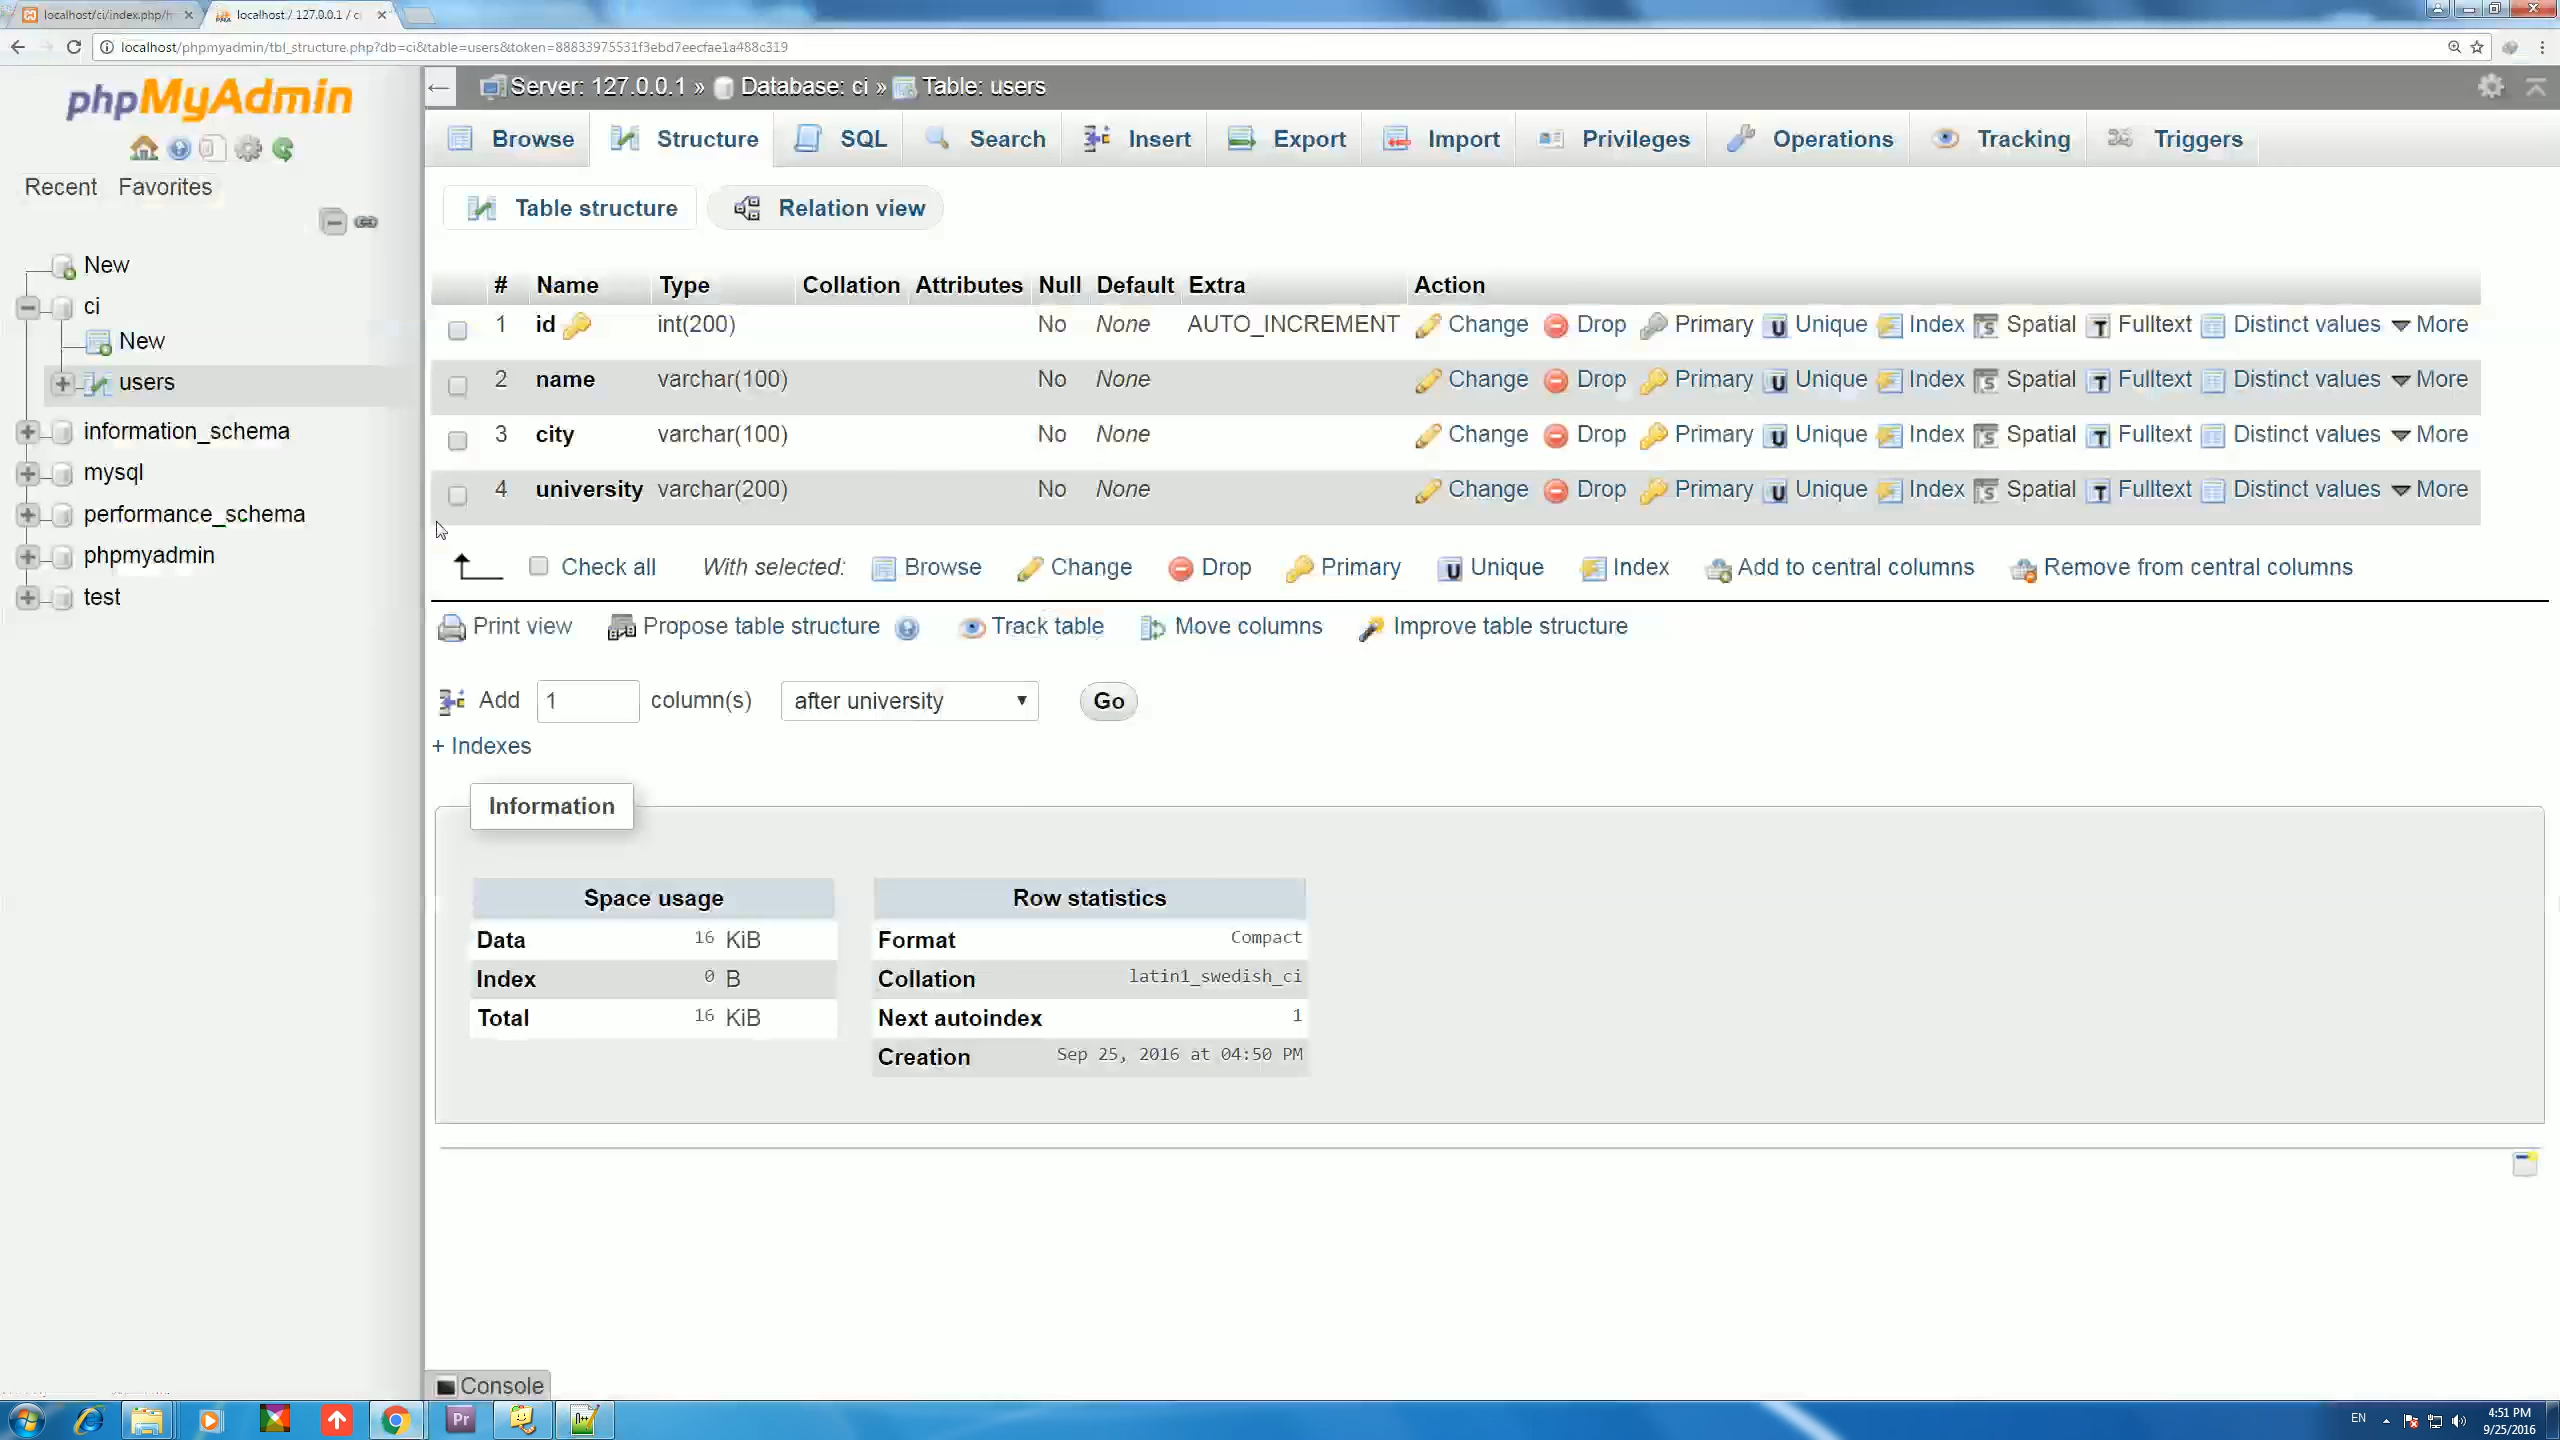 localhost/ci/index.php/h
localhost / 127.0.0.1 / c
localhost/phpmyadmin/tbl_structure.php?db=ci&table=users&token=88833975531f3ebd7eecfae1a488c319
phpMyAdmin
Recent Favorites
New
ci
New
users
information_schema
mysql
performance_schema
phpmyadmin
test
Server: 127.0.0.1 » Database: ci » Table: users
Browse Structure SQL Search Insert Export Import Privileges Operations Tracking Triggers
Table structure Relation view
# Name Type Collation Attributes Null Default Extra Action
1 id int(200) No None AUTO_INCREMENT Change Drop Primary Unique Index Spatial Fulltext Distinct values More
2 name varchar(100) No None Change Drop Primary Unique Index Spatial Fulltext Distinct values More
3 city varchar(100) No None Change Drop Primary Unique Index Spatial Fulltext Distinct values More
4 university varchar(200) No None Change Drop Primary Unique Index Spatial Fulltext Distinct values More
Check all With selected: Browse Change Drop Primary Unique Index Add to central columns Remove from central columns
Print view Propose table structure Track table Move columns Improve table structure
Add 1 column(s) after university Go
+ Indexes
Information
Space usage
Data 16 KiB
Index 0 B
Total 16 KiB
Row statistics
Format Compact
Collation latin1_swedish_ci
Next autoindex 1
Creation Sep 25, 2016 at 04:50 PM
Console
Pr
EN
4:51 PM
9/25/2016